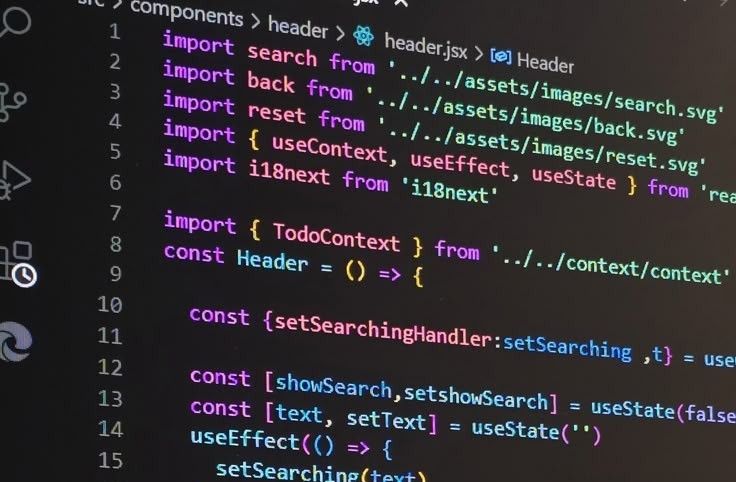 src > components > header > header.jsx > Header
1 import search from '../../assets/images/search.svg'
2 import back from '../../assets/images/back.svg'
3 import reset from '../../assets/images/reset.svg'
4 import { useContext, useEffect, useState } from 'rea
5 import i18next from 'i18next'
6
7 import { TodoContext } from '../../context/context'
8 const Header = () => {
9
10 const {setSearchingHandler:setSearching ,t} = use
11
12 const [showSearch,setshowSearch] = useState(false
13 const [text, setText] = useState('')
14 useEffect(() => {
15 setSearching(text)